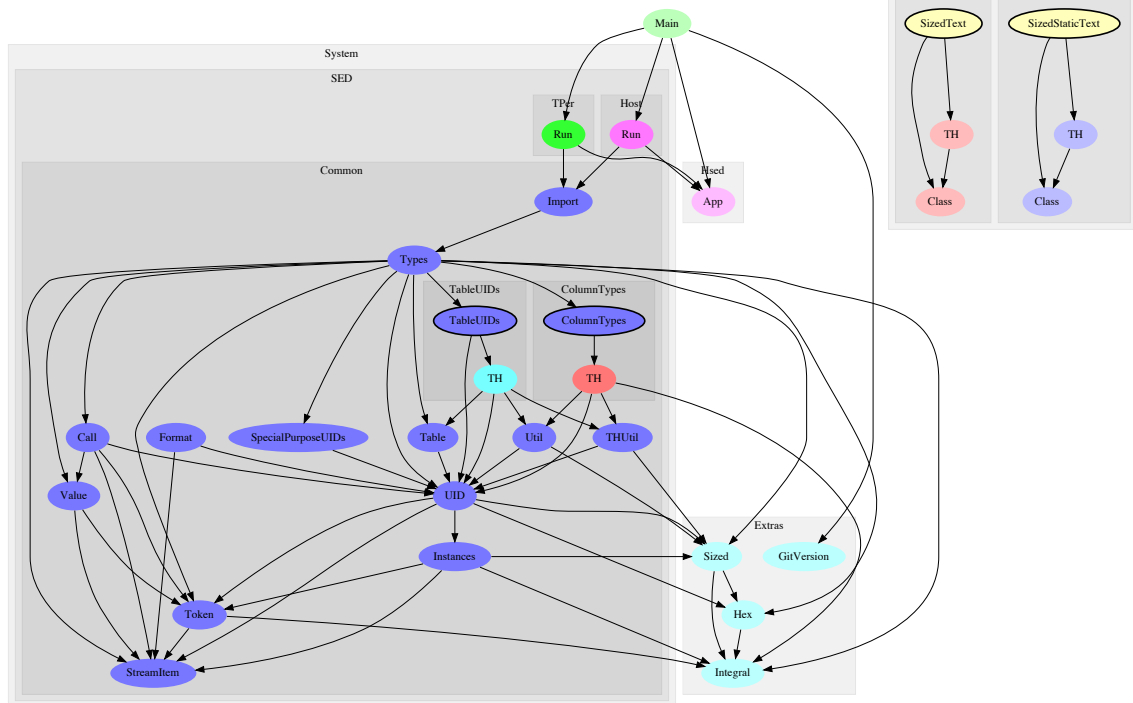 Main
SizedText
SizedStaticText
System
SED
TPer
Host
Run
Run
TH
TH
Common
Hsed
Import
App
Class
Class
Types
TableUIDs
ColumnTypes
TableUIDs
ColumnTypes
TH
TH
Call
Format
SpecialPurposeUIDs
Table
Util
THUtil
Value
UID
Extras
Instances
Sized
GitVersion
Token
Hex
StreamItem
Integral